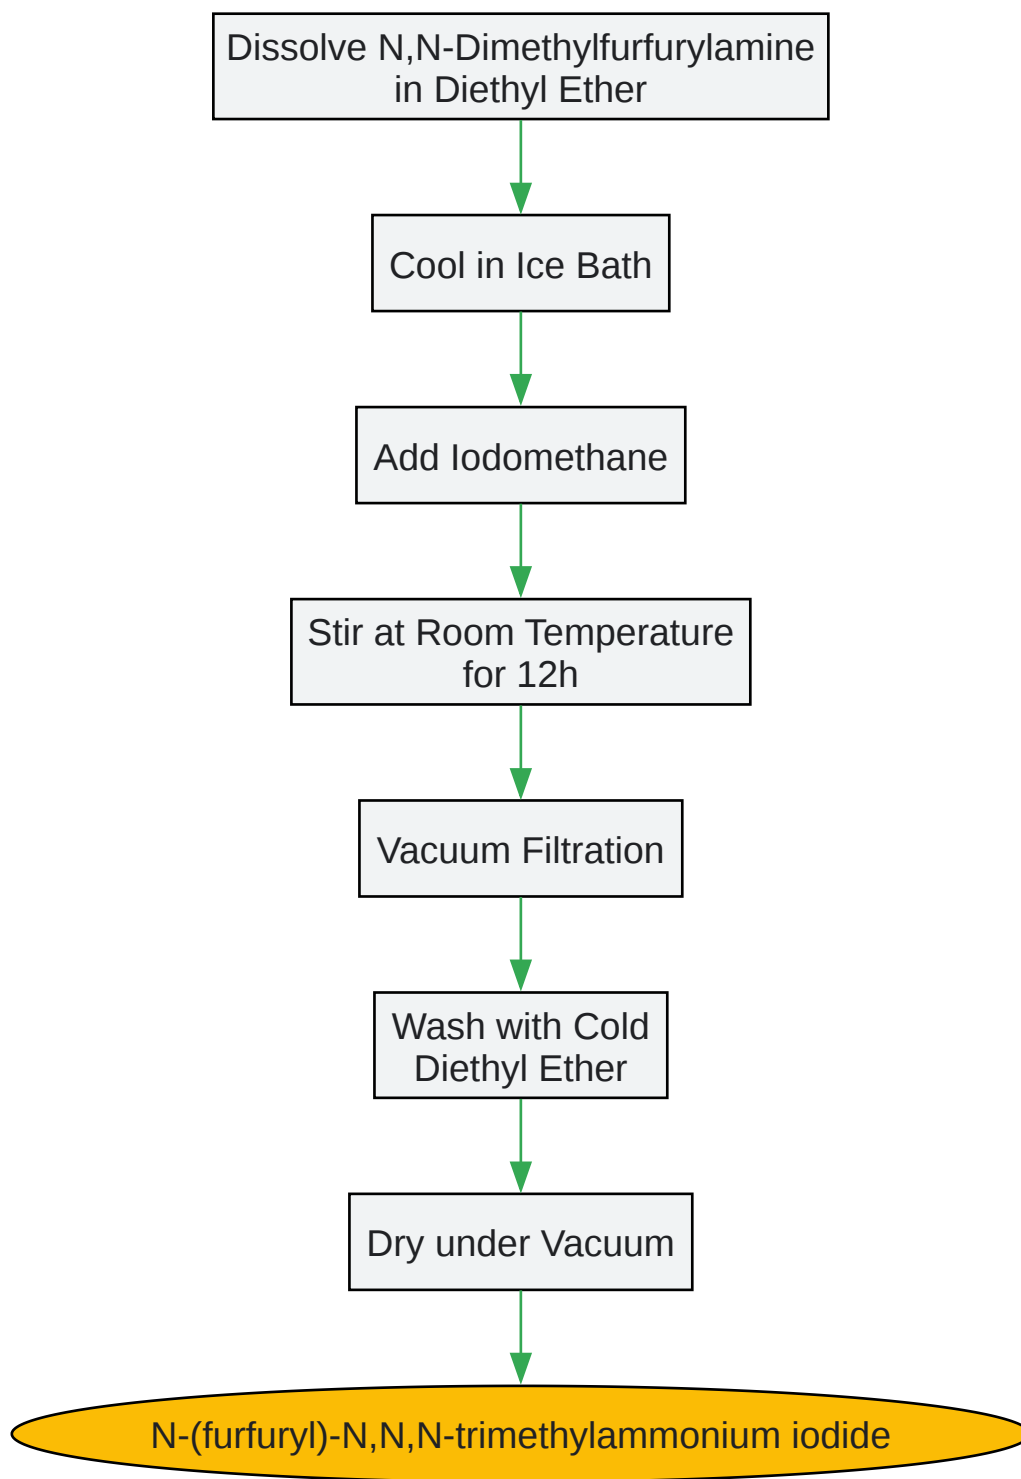 Dissolve N,N-Dimethylfurfurylamine
in Diethyl Ether
Cool in Ice Bath
Add Iodomethane
Stir at Room Temperature
for 12h
Vacuum Filtration
Wash with Cold
Diethyl Ether
Dry under Vacuum
N-(furfuryl)-N,N,N-trimethylammonium iodide